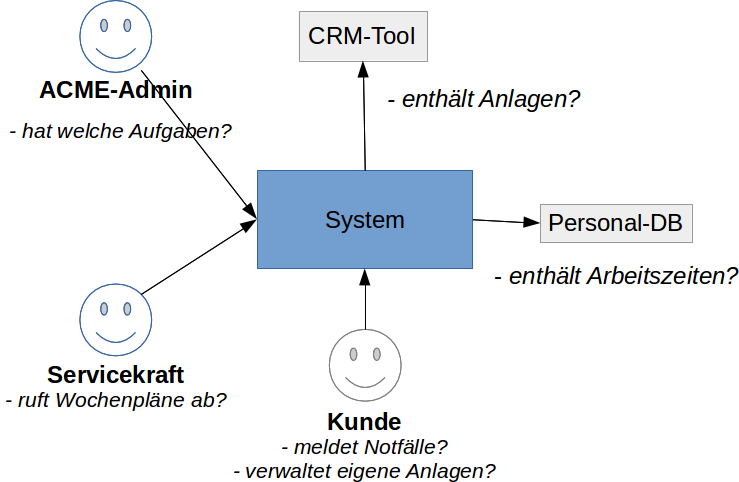 CRM-Tool
ACME-Admin
- enthält Anlagen?
- hat welche Aufgaben?
System
Personal-DB
- enthält Arbeitszeiten?
Servicekraft
- ruft Wochenpläne ab?
Kunde
- meldet Notfälle?
- verwaltet eigene Anlagen?